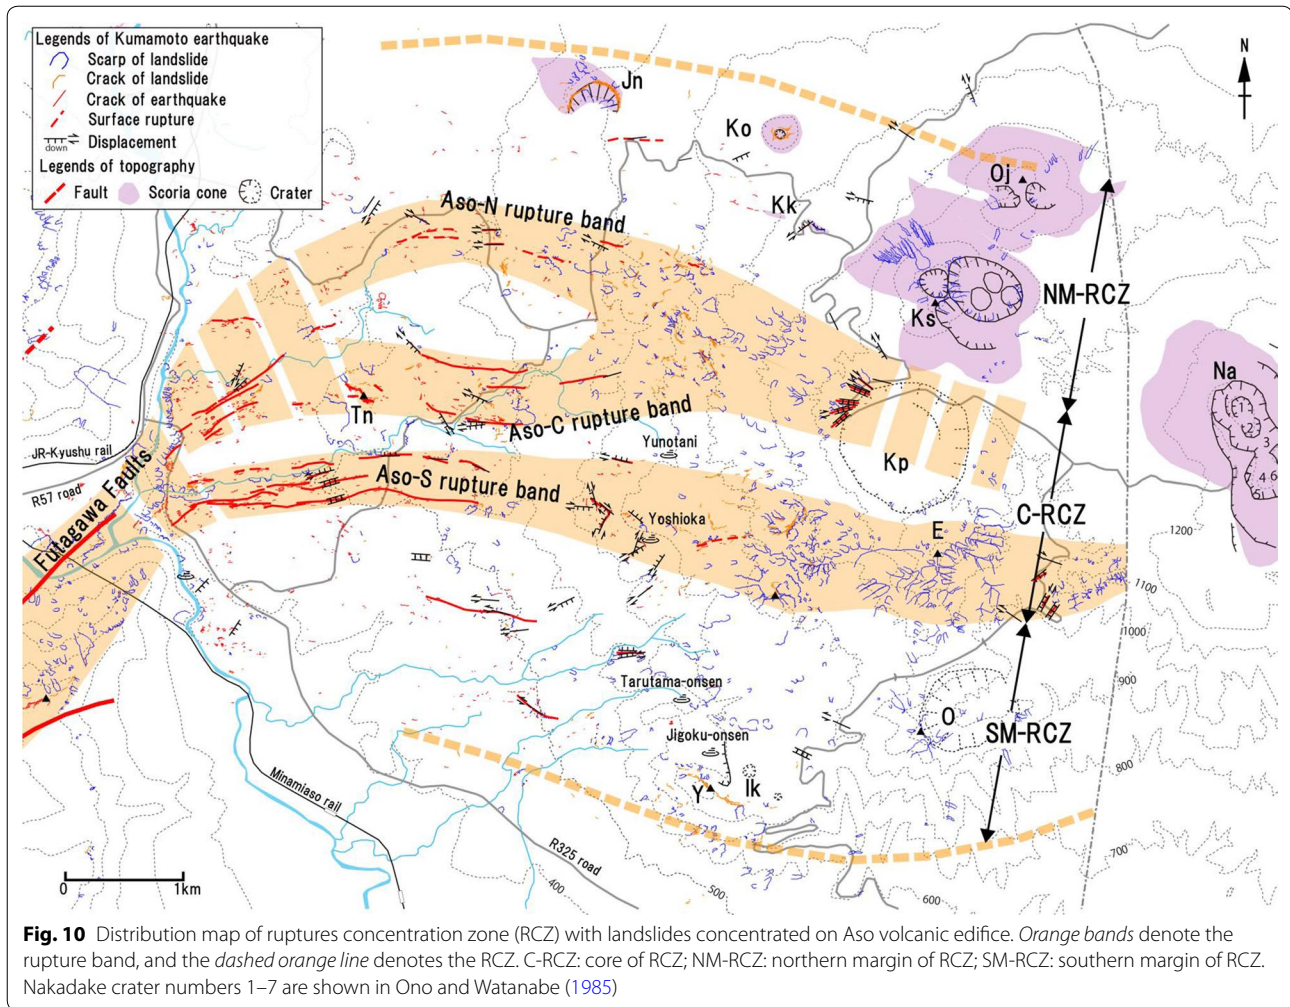 Legends of Kumamoto earthquake
Scarp of landslide
Crack of landslide
Crack of earthquake
Surface rupture
down
Displacement
Legends of topography
Fault
Scoria cone
Crater
N
Jn
Ko
Oj
Kk
Aso-N rupture band
NM-RCZ
Ks
Na
1
2
3
4
6
5
Tn
Aso-C rupture band
Yunotani
Kp
JR-Kyushu rail
R57 road
Futagawa Faults
Aso-S rupture band
Yoshioka
C-RCZ
E
1200
1100
1000
900
Tarutama-onsen
O
SM-RCZ
Jigoku-onsen
800
Y
Ik
Minamiaso rail
R325 road
700
0
1km
400
500
600
Fig. 10 Distribution map of ruptures concentration zone (RCZ) with landslides concentrated on Aso volcanic edifice. Orange bands denote the
rupture band, and the dashed orange line denotes the RCZ. C-RCZ: core of RCZ; NM-RCZ: northern margin of RCZ; SM-RCZ: southern margin of RCZ.
Nakadake crater numbers 1–7 are shown in Ono and Watanabe (1985)